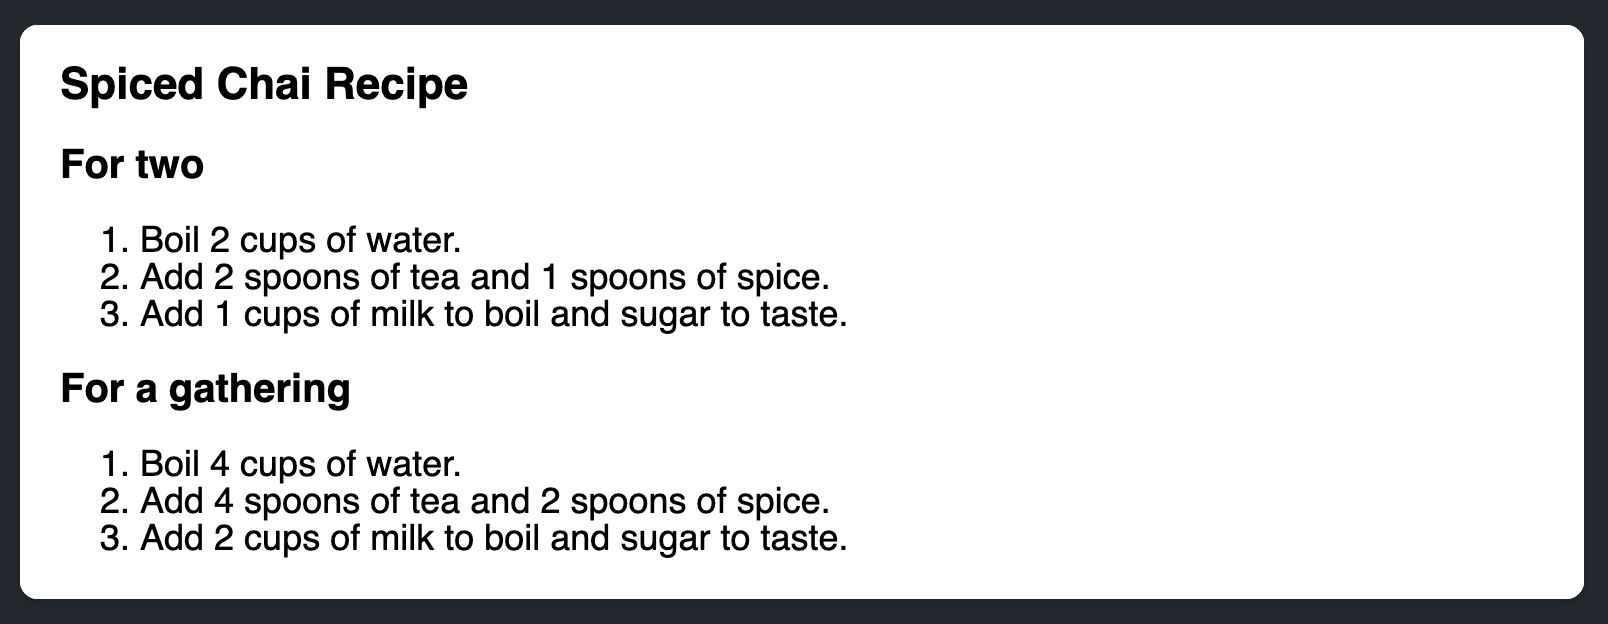 Spiced Chai Recipe
For two
1. Boil 2 cups of water.
2. Add 2 spoons of tea and 1 spoons of spice.
3. Add 1 cups of milk to boil and sugar to taste.
For a gathering
1. Boil 4 cups of water.
2. Add 4 spoons of tea and 2 spoons of spice.
3. Add 2 cups of milk to boil and sugar to taste.